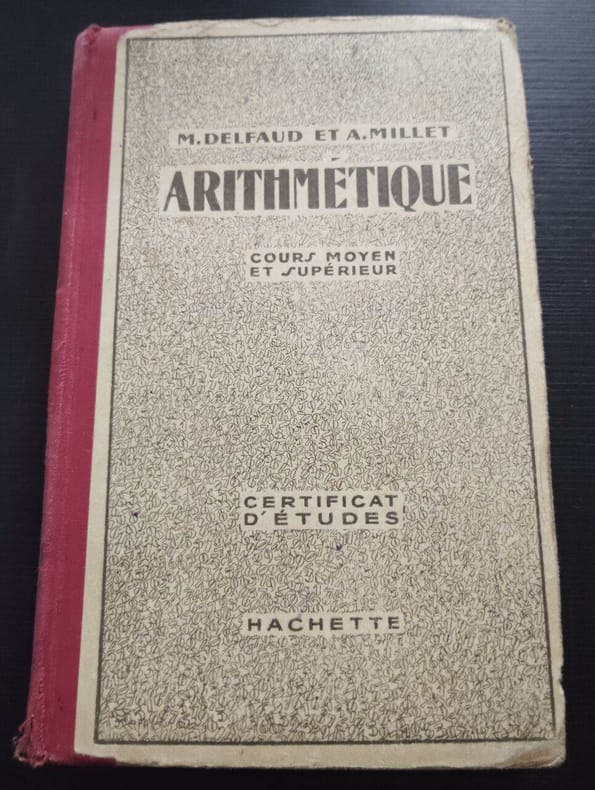 M. DELFAUD ET A. MILLET
ARITHMÉTIQUE
COURS MOYEN
ET SUPÉRIEUR
CERTIFICAT
D'ÉTUDES
HACHETTE